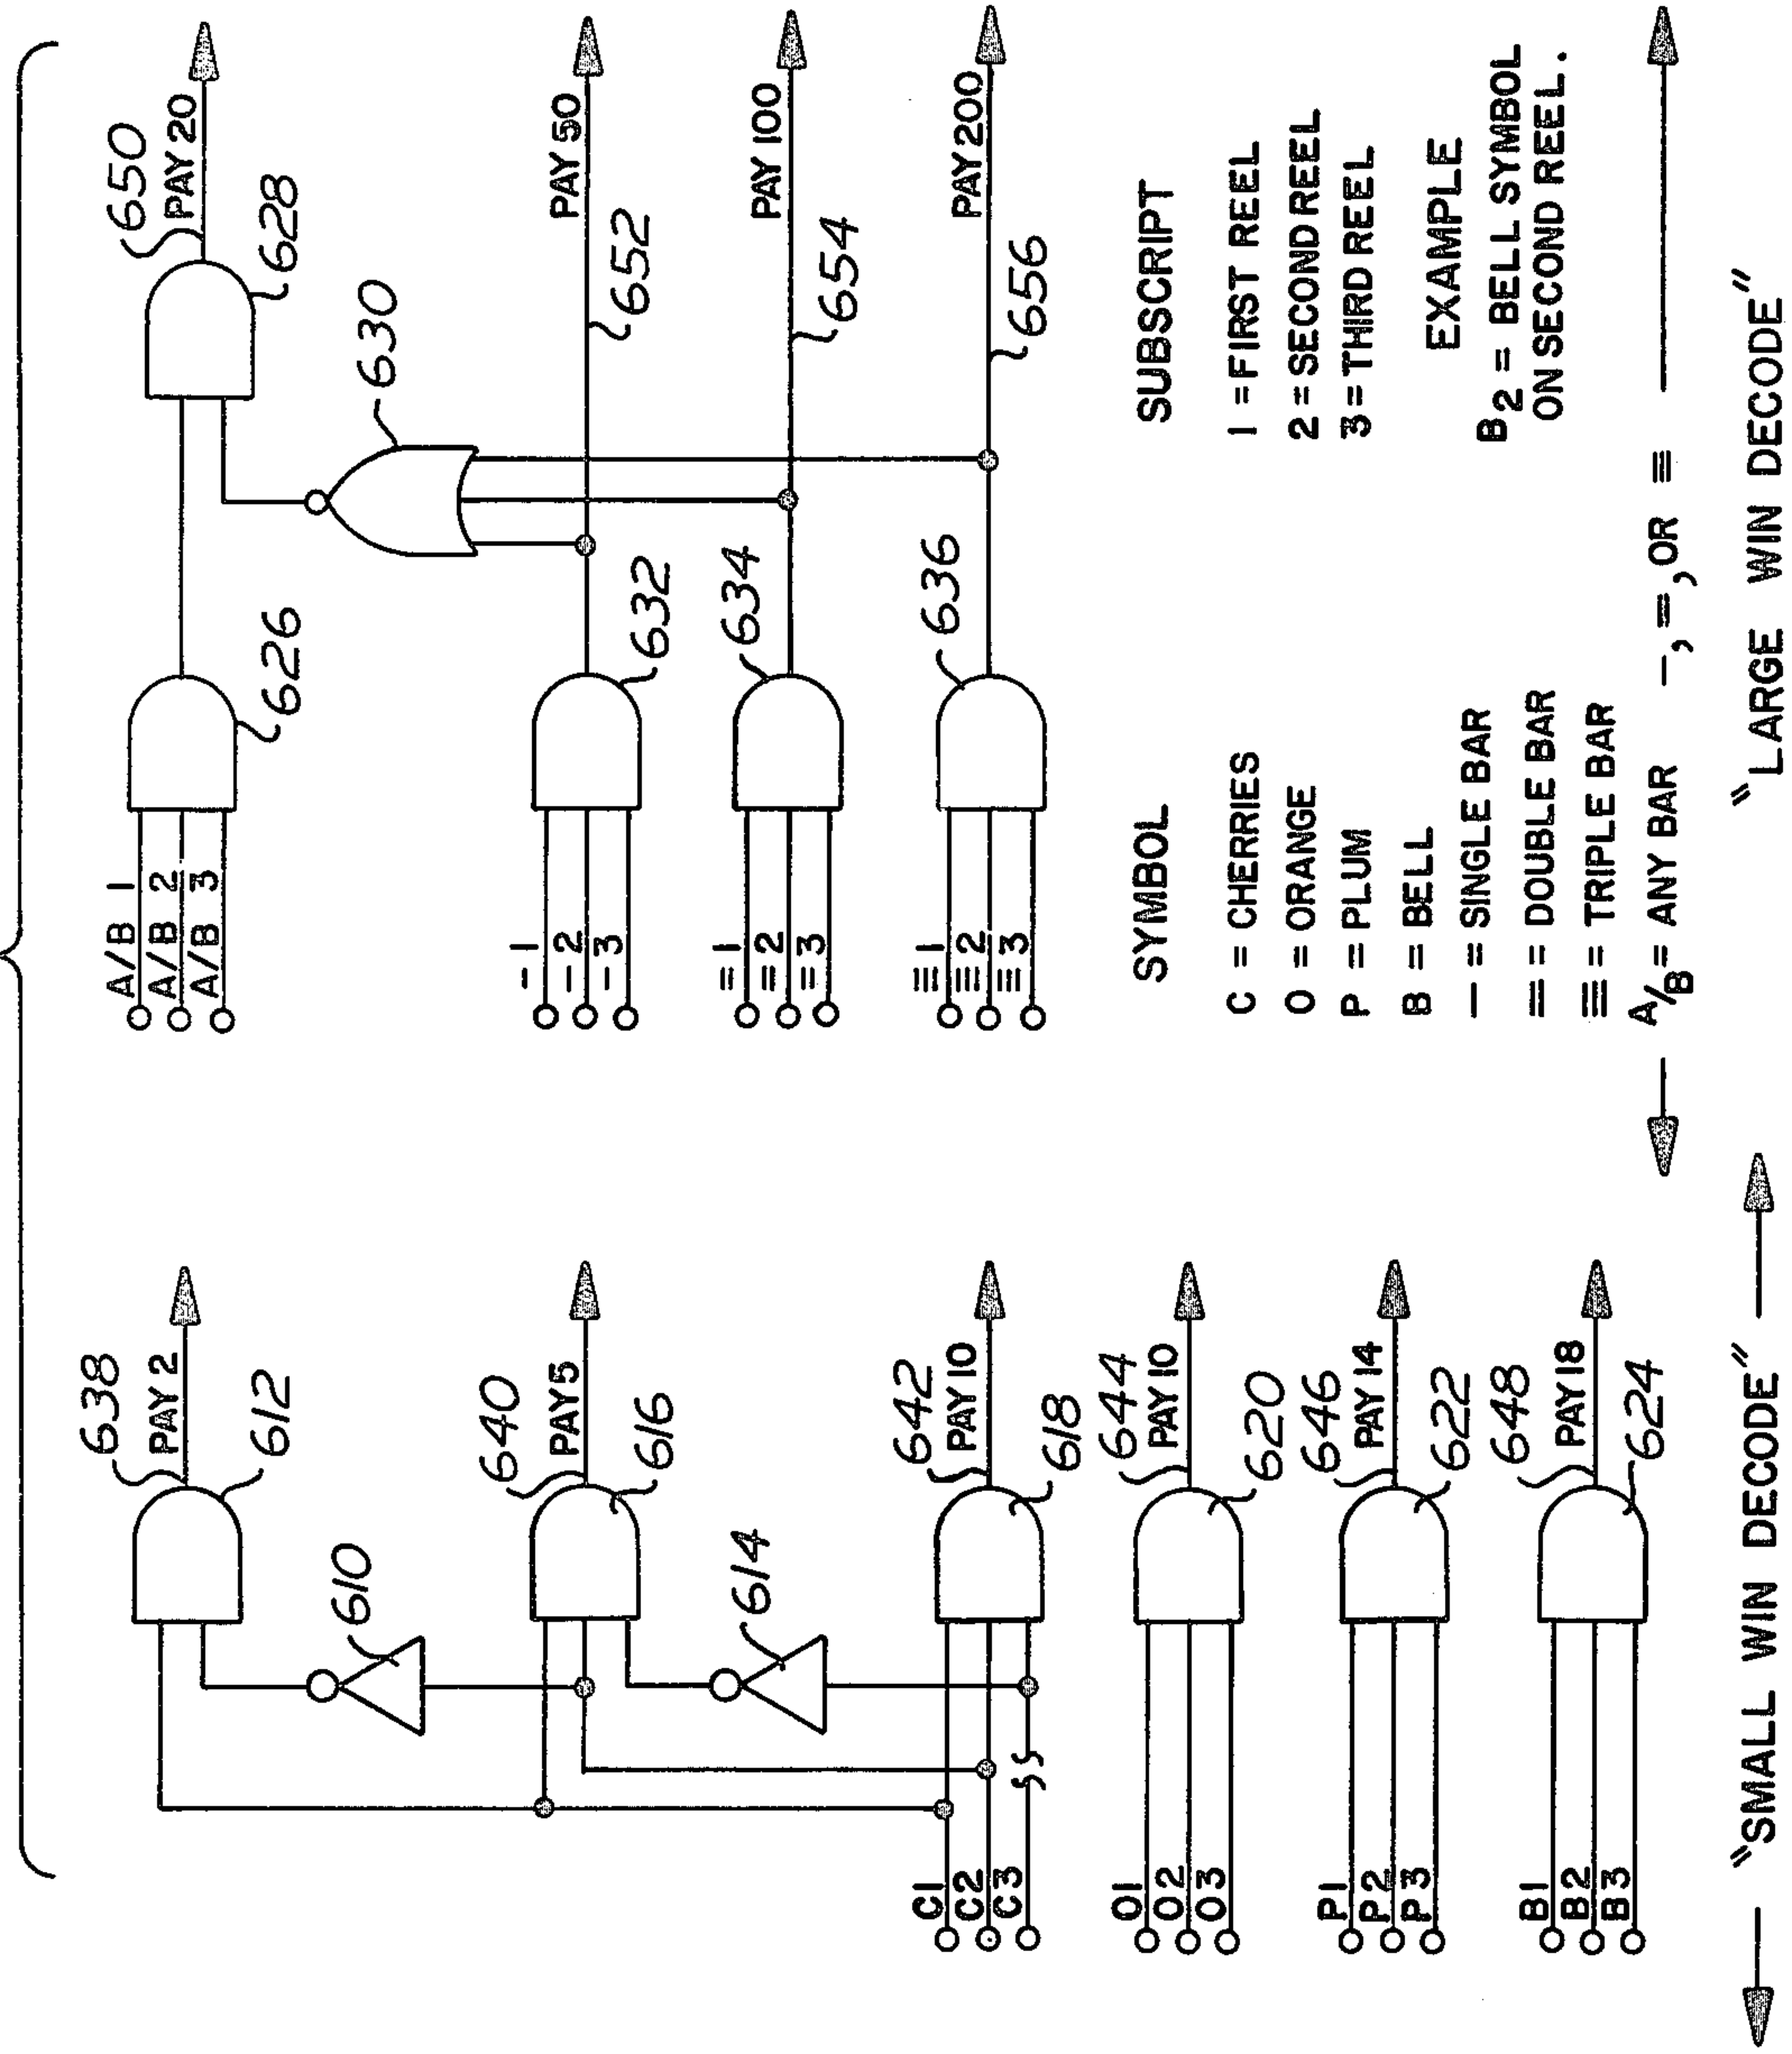 638
PAY 2
612
610
640
PAY 5
616
614
C1
C2
C3
642
PAY 10
618
O1
O2
O3
644
PAY 10
620
P1
P2
P3
646
PAY 14
622
B1
B2
B3
648
PAY 18
624
"SMALL WIN DECODE"
A/B 1
A/B 2
A/B 3
626
650
PAY 20
628
630
– 1
– 2
– 3
632
PAY 50
652
= 1
= 2
= 3
634
PAY 100
654
≡ 1
≡ 2
≡ 3
636
PAY 200
656
SYMBOL
C = CHERRIES
O = ORANGE
P = PLUM
B = BELL
– = SINGLE BAR
= = DOUBLE BAR
≡ = TRIPLE BAR
A/B = ANY BAR –, =, OR ≡
SUBSCRIPT
1 = FIRST REEL
2 = SECOND REEL
3 = THIRD REEL
EXAMPLE
B2 = BELL SYMBOL
ON SECOND REEL.
"LARGE WIN DECODE"